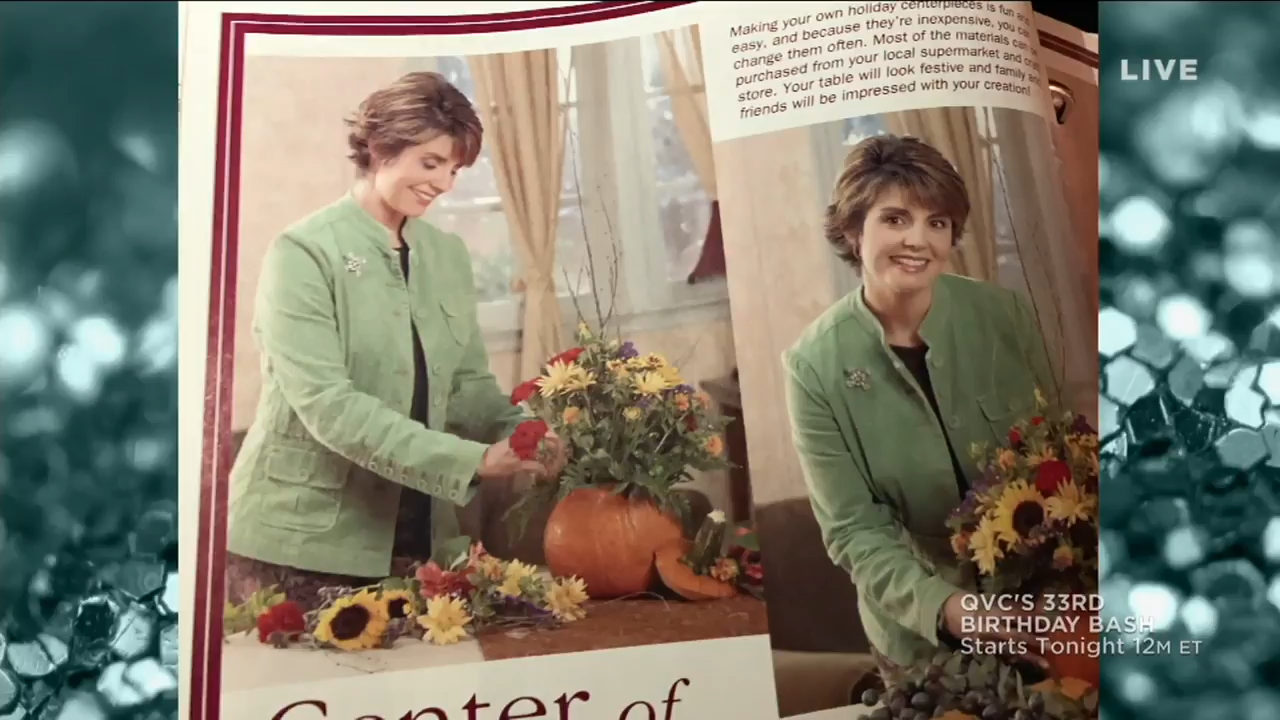 Making your own holiday centerpieces is fun and
easy, and because they're inexpensive, you can
change them often. Most of the materials can be
purchased from your local supermarket and craft
store. Your table will look festive and family and
friends will be impressed with your creation!
LIVE
QVC'S 33RD
BIRTHDAY BASH
Starts Tonight 12M ET
Center of